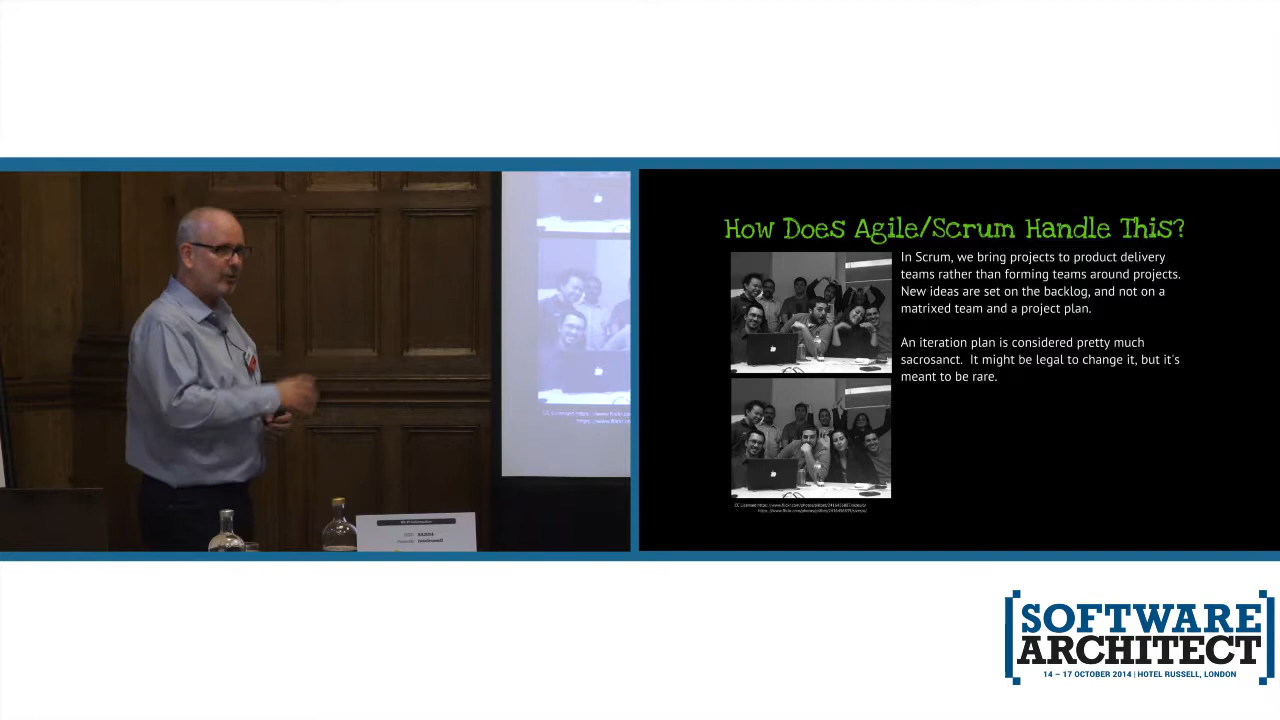 How Does Agile/Scrum Handle This?
In Scrum, we bring projects to product delivery
teams rather than forming teams around projects.
New ideas are set on the backlog, and not on a
matrixed team and a project plan.
An iteration plan is considered pretty much
sacrosanct. It might be legal to change it, but it's
meant to be rare.
[SOFTWARE
ARCHITECT]
14 – 17 OCTOBER 2014 | HOTEL RUSSELL, LONDON